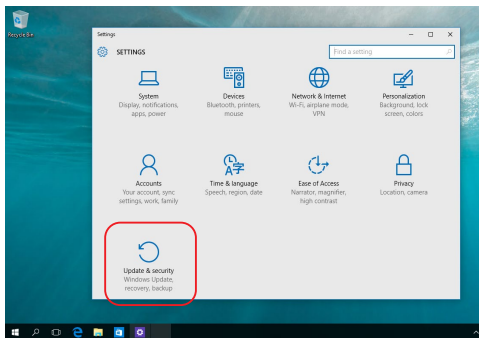 Recycle Bin
Settings
SETTINGS
Find a setting
System
Display, notifications,
apps, power
Devices
Bluetooth, printers,
mouse
Network & Internet
Wi-Fi, airplane mode,
VPN
Personalization
Background, lock
screen, colors
Accounts
Your account, sync
settings, work, family
Time & language
Speech, region, date
Ease of Access
Narrator, magnifier,
high contrast
Privacy
Location, camera
Update & security
Windows Update,
recovery, backup